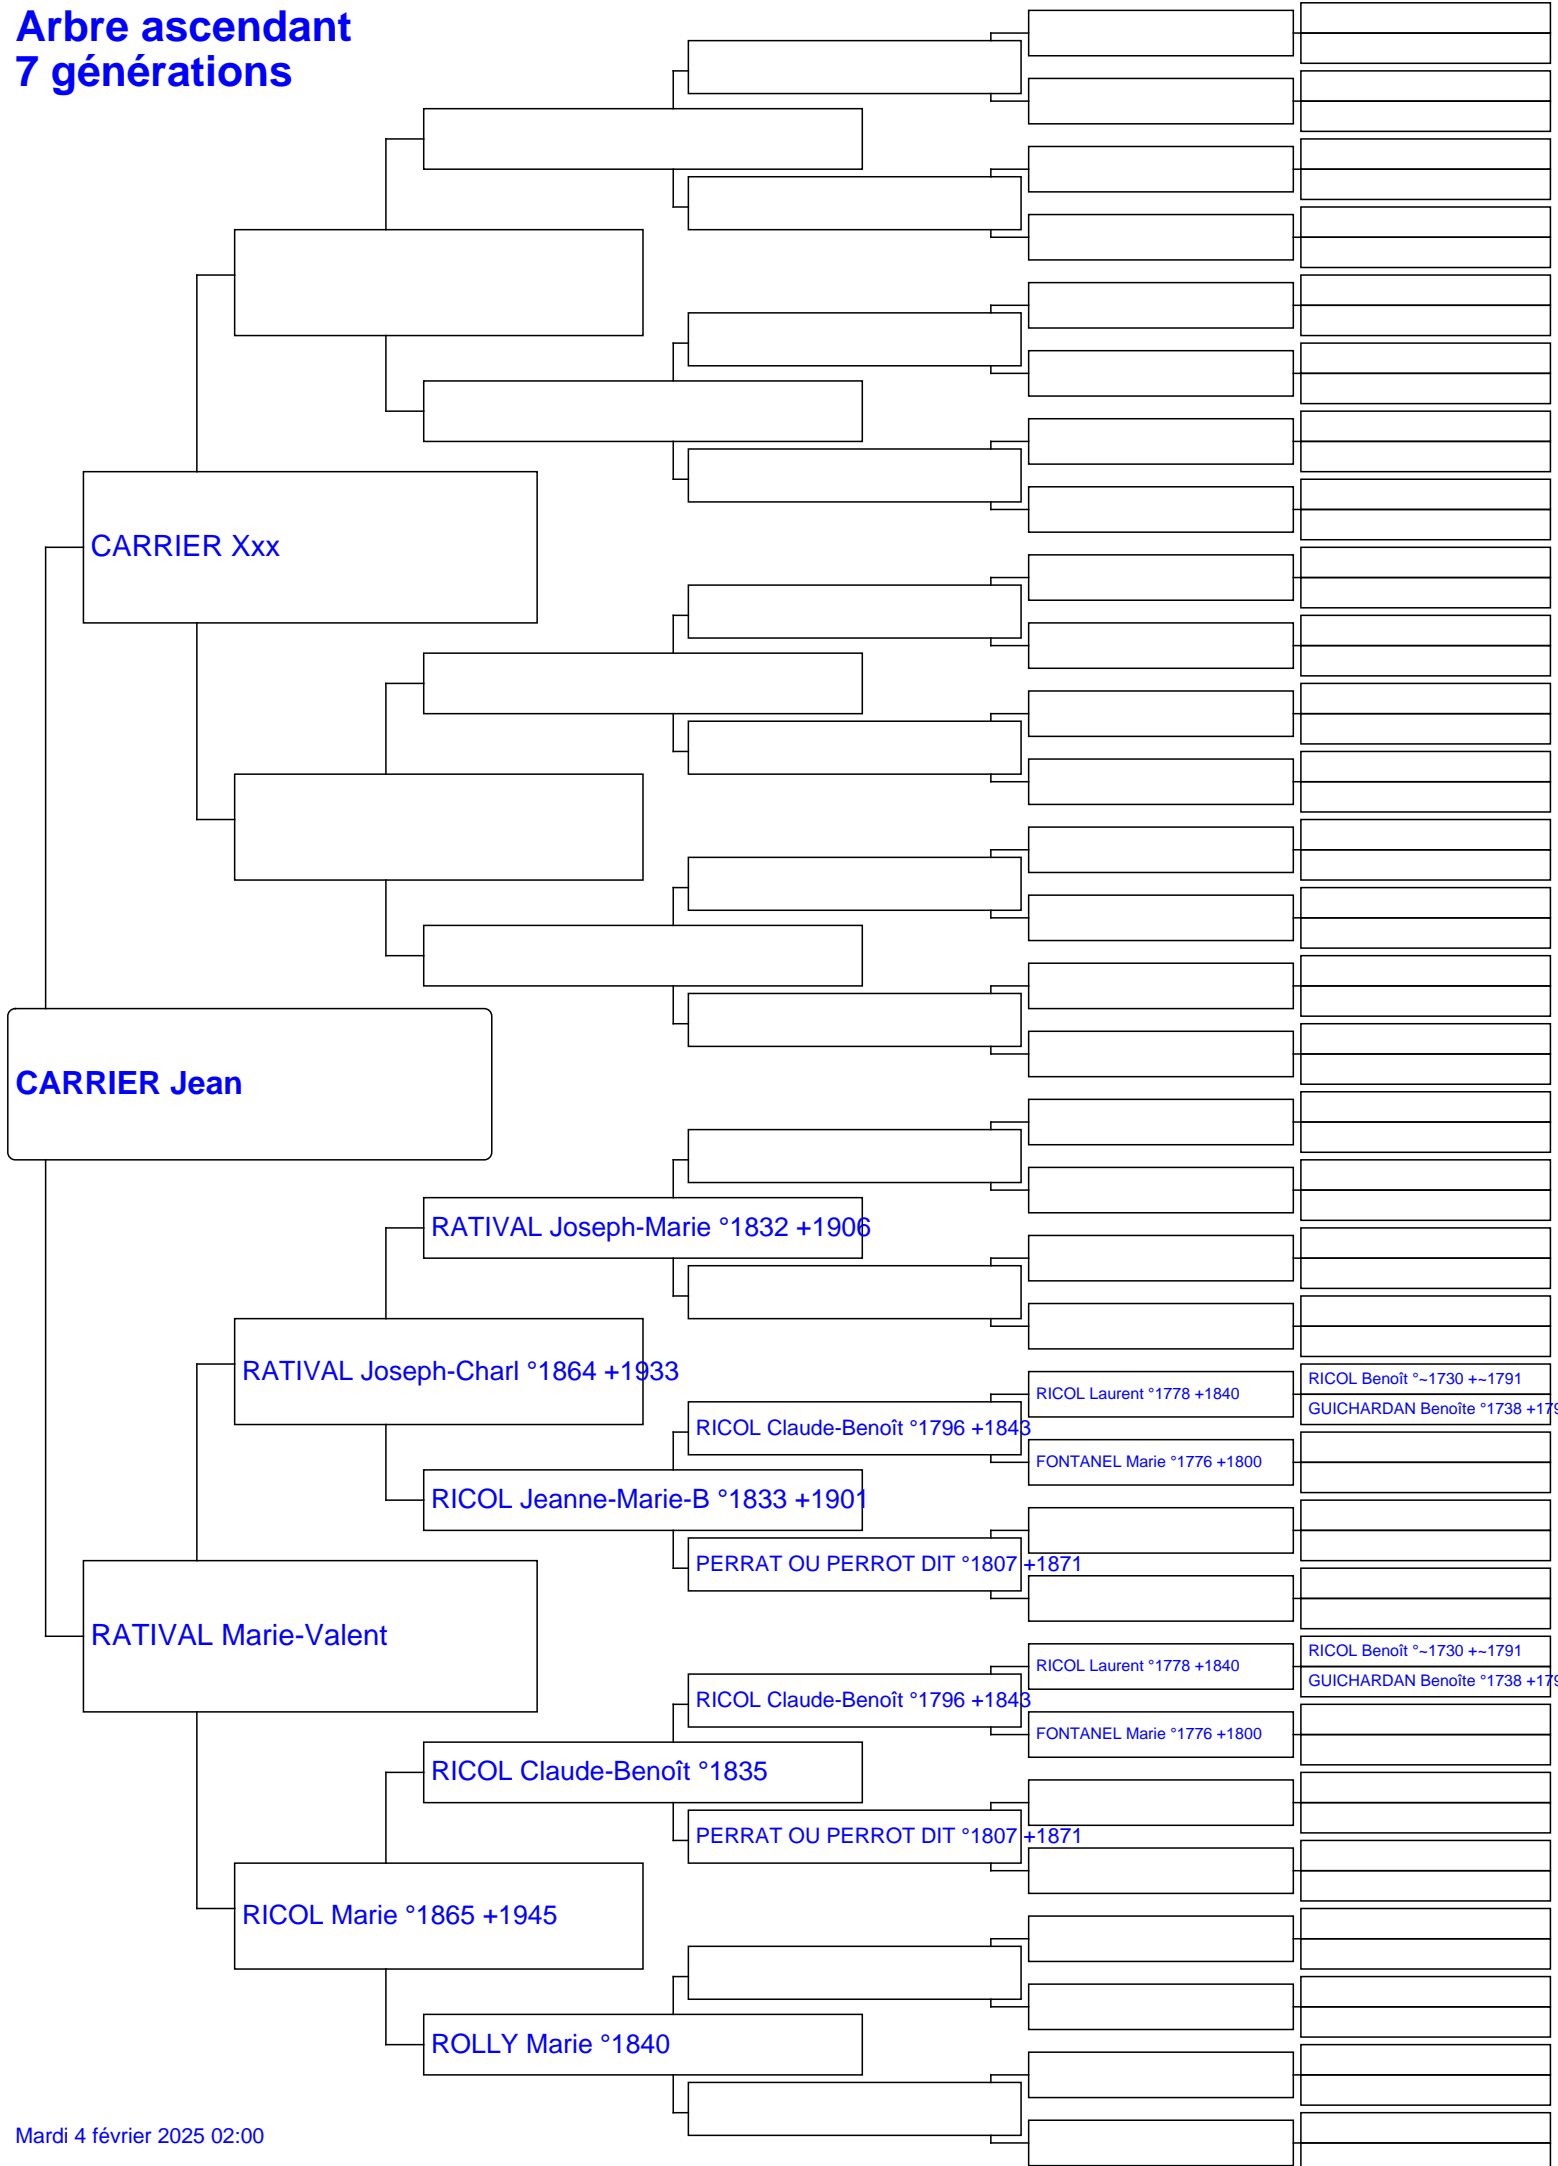 Arbre ascendant
7 générations
CARRIER Xxx
CARRIER Jean
RATIVAL Joseph-Marie °1832 +1906
RATIVAL Joseph-Charl °1864 +1933
RICOL Benoît °~1730 +~1791
RICOL Laurent °1778 +1840
GUICHARDAN Benoîte °1738 +179
RICOL Claude-Benoît °1796 +1843
FONTANEL Marie °1776 +1800
RICOL Jeanne-Marie-B °1833 +1901
PERRAT OU PERROT DIT °1807 +1871
RATIVAL Marie-Valent
RICOL Benoît °~1730 +~1791
RICOL Laurent °1778 +1840
GUICHARDAN Benoîte °1738 +179
RICOL Claude-Benoît °1796 +1843
FONTANEL Marie °1776 +1800
RICOL Claude-Benoît °1835
PERRAT OU PERROT DIT °1807 +1871
RICOL Marie °1865 +1945
ROLLY Marie °1840
Mardi 4 février 2025 02:00